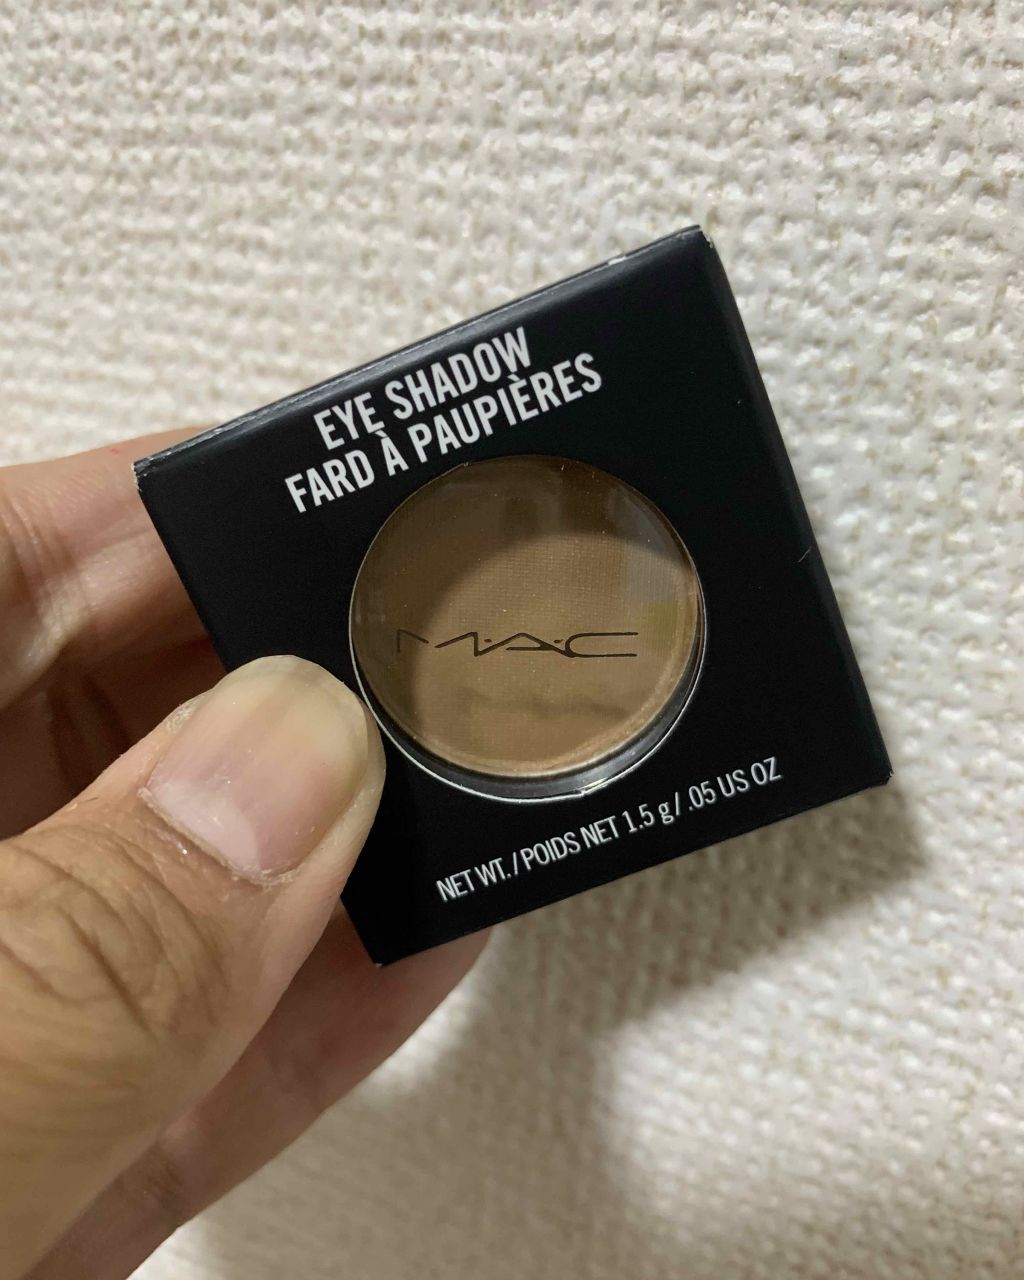 EYE SHADOW
FARD À PAUPIÈRES
M·A·C
NET WT. / POIDS NET 1.5 g / .05 US OZ